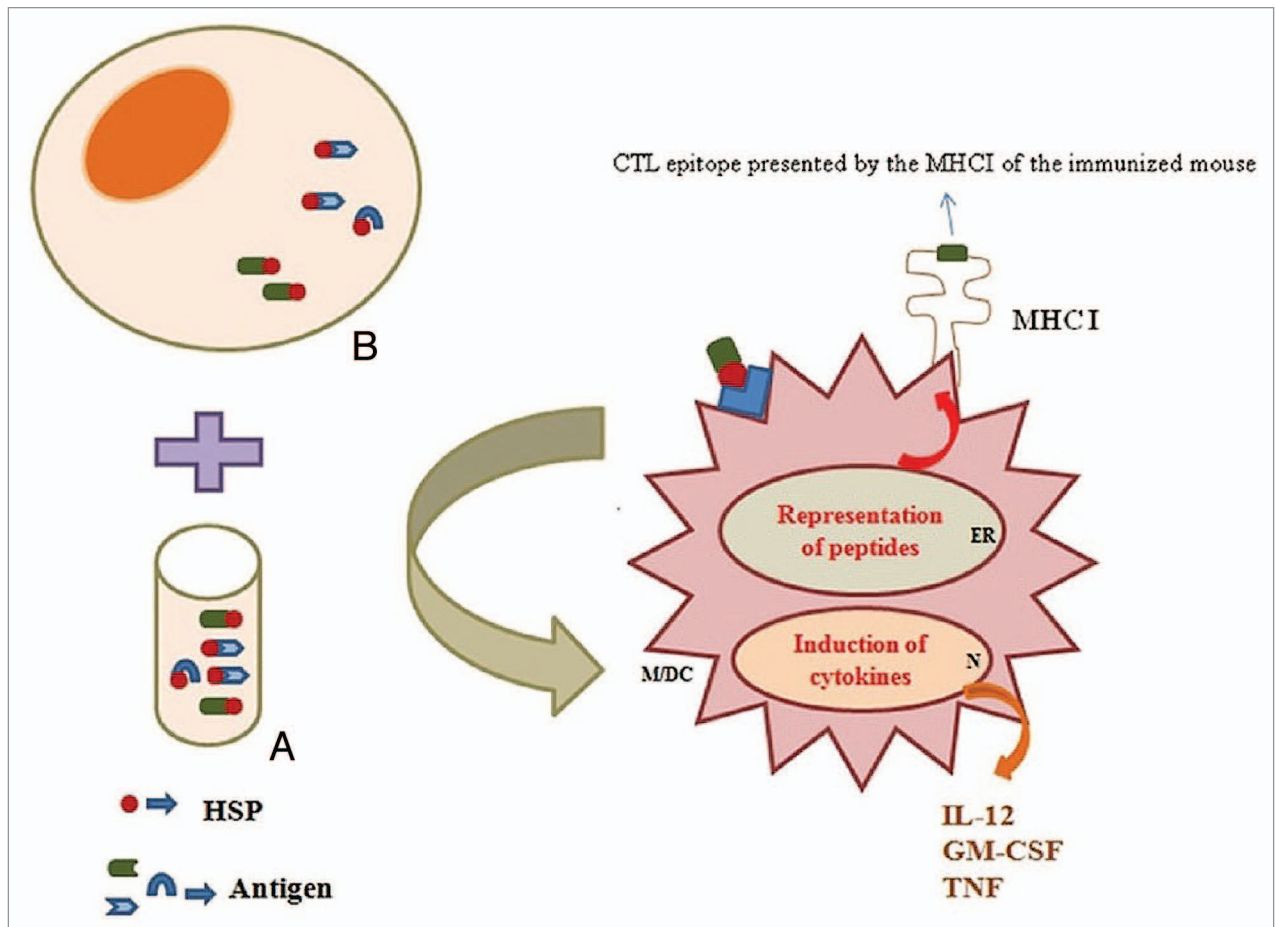 CTL epitope presented by the MHCI of the immunized mouse
MHC I
B
Representation
of peptides
ER
Induction of
cytokines
N
M/DC
A
HSP
Antigen
IL-12
GM-CSF
TNF